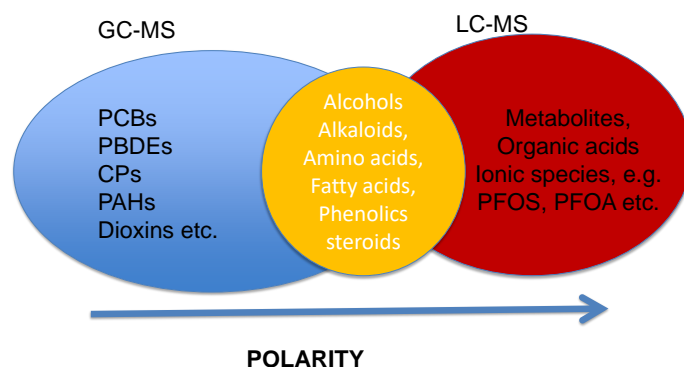 GC-MS
LC-MS
PCBs
PBDEs
CPs
PAHs
Dioxins etc.
Alcohols
Alkaloids,
Amino acids,
Fatty acids,
Phenolics
steroids
Metabolites,
Organic acids
Ionic species, e.g.
PFOS, PFOA etc.
POLARITY